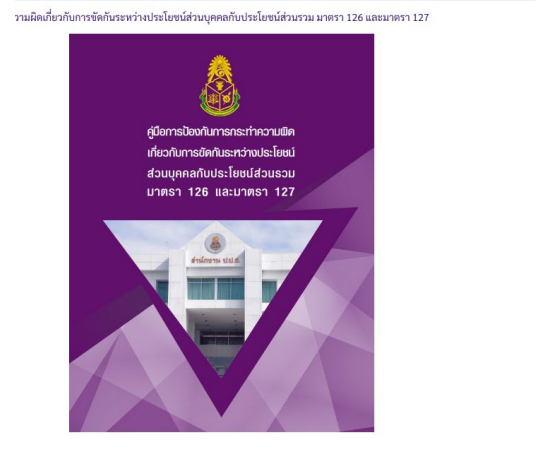 วามผิดเกี่ยวกับการขัดกันระหว่างประโยชน์ส่วนบุคคลกับประโยชน์ส่วนรวม มาตรา 126 และมาตรา 127
คู่มือการป้องกันการกระทำความผิด
เกี่ยวกับการขัดกันระหว่างประโยชน์
ส่วนบุคคลกับประโยชน์ส่วนรวม
มาตรา 126 และมาตรา 127
สำนักงาน ป.ป.ช.